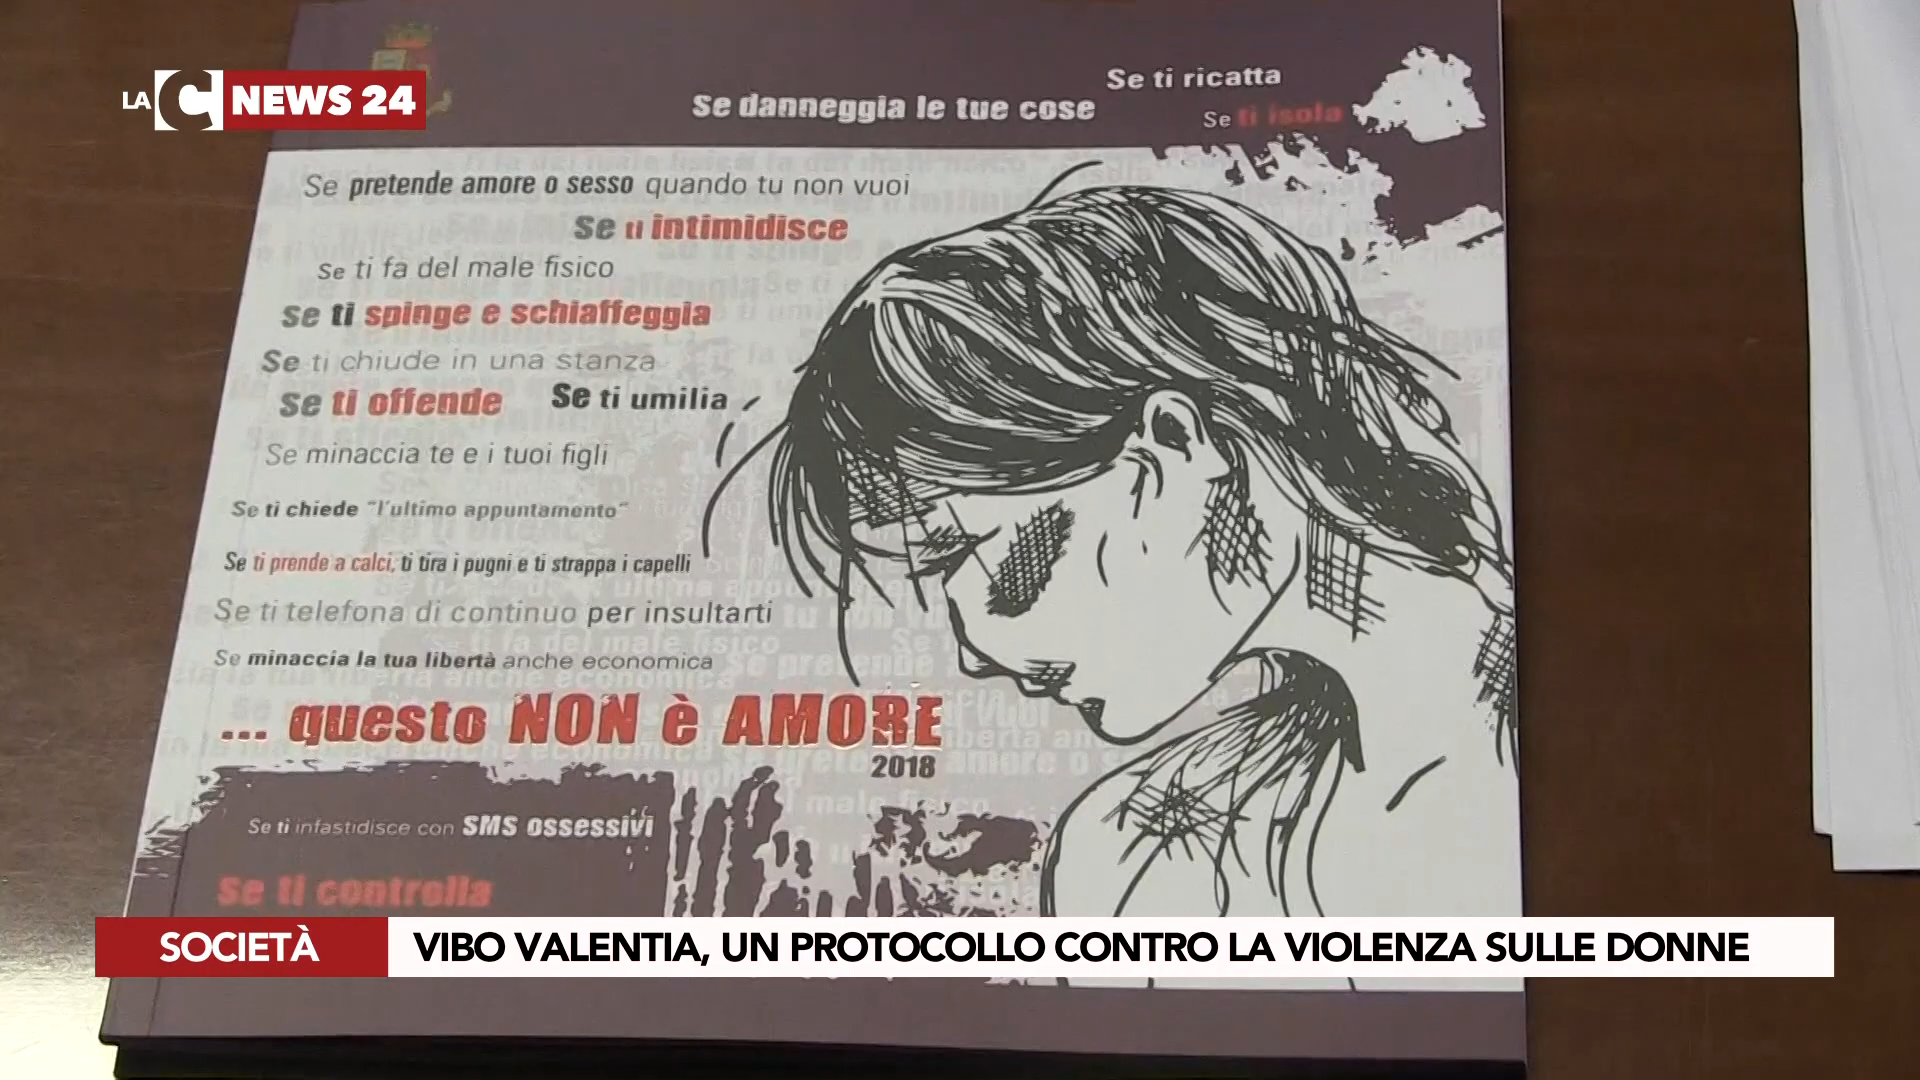 LA C NEWS 24
Se ti ricatta
Se danneggia le tue cose
Se ti isola
Se pretende amore o sesso quando tu non vuoi
Se ti intimidisce
Se ti fa del male fisico
Se ti spinge e schiaffeggia
Se ti chiude in una stanza
Se ti offende Se ti umilia
Se minaccia te e i tuoi figli
Se ti chiede "l'ultimo appuntamento"
Se ti prende a calci, ti tira i pugni e ti strappa i capelli
Se ti telefona di continuo per insultarti
Se minaccia la tua libertà anche economica
... questo NON è AMORE
2018
Se ti infastidisce con SMS ossessivi
Se ti controlla
SOCIETÀ VIBO VALENTIA, UN PROTOCOLLO CONTRO LA VIOLENZA SULLE DONNE